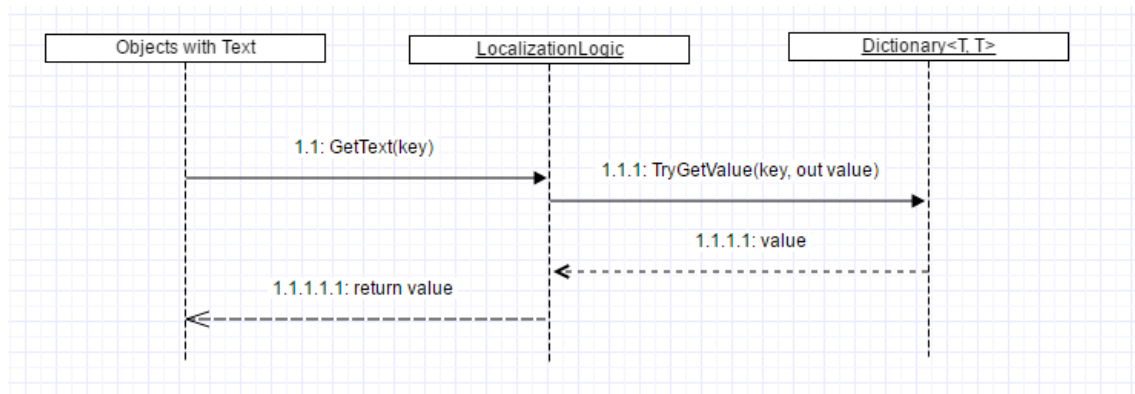 Objects with Text
LocalizationLogic
Dictionary<T, T>
1.1: GetText(key)
1.1.1: TryGetValue(key, out value)
1.1.1.1: value
1.1.1.1.1: return value